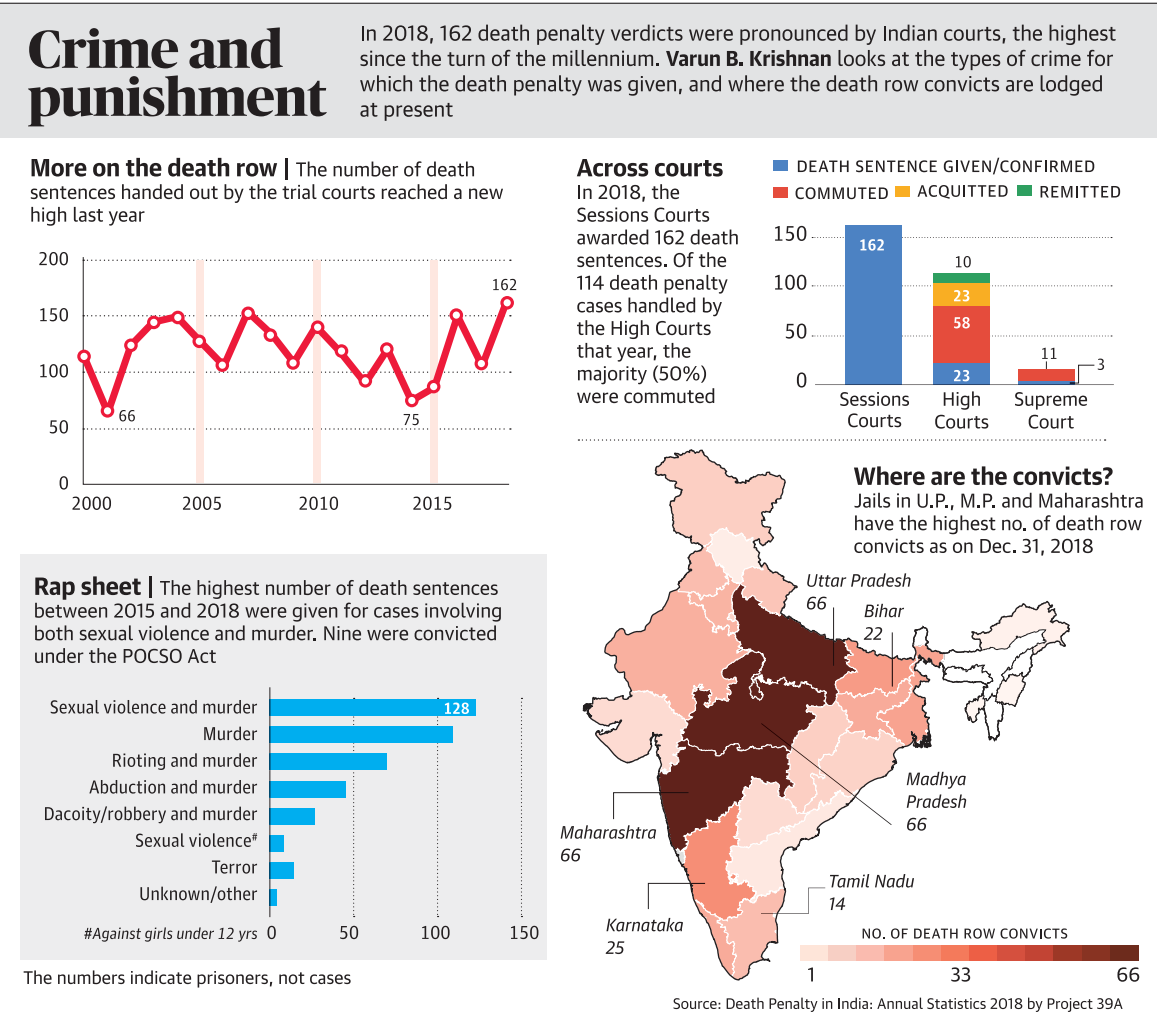 Crime and
punishment
In 2018, 162 death penalty verdicts were pronounced by Indian courts, the highest
since the turn of the millennium. Varun B. Krishnan looks at the types of crime for
which the death penalty was given, and where the death row convicts are lodged
at present
More on the death row | The number of death
sentences handed out by the trial courts reached a new
high last year
200
150
100
50
0
66
75
162
2000
2005
2010
2015
Across courts
In 2018, the
Sessions Courts
awarded 162 death
sentences. Of the
114 death penalty
cases handled by
the High Courts
that year, the
majority (50%)
were commuted
DEATH SENTENCE GIVEN/CONFIRMED
COMMUTED ACQUITTED REMITTED
150
100
50
0
162
10
23
58
23
11
3
Sessions
Courts
High
Courts
Supreme
Court
Rap sheet | The highest number of death sentences
between 2015 and 2018 were given for cases involving
both sexual violence and murder. Nine were convicted
under the POCSO Act
Sexual violence and murder
128
Murder
Rioting and murder
Abduction and murder
Dacoity/robbery and murder
Sexual violence#
Terror
Unknown/other
#Against girls under 12 yrs
0
50
100
150
The numbers indicate prisoners, not cases
Where are the convicts?
Jails in U.P., M.P. and Maharashtra
have the highest no. of death row
convicts as on Dec. 31, 2018
Uttar Pradesh
66
Bihar
22
Madhya
Pradesh
66
Maharashtra
66
Tamil Nadu
14
Karnataka
25
NO. OF DEATH ROW CONVICTS
1
33
66
Source: Death Penalty in India: Annual Statistics 2018 by Project 39A